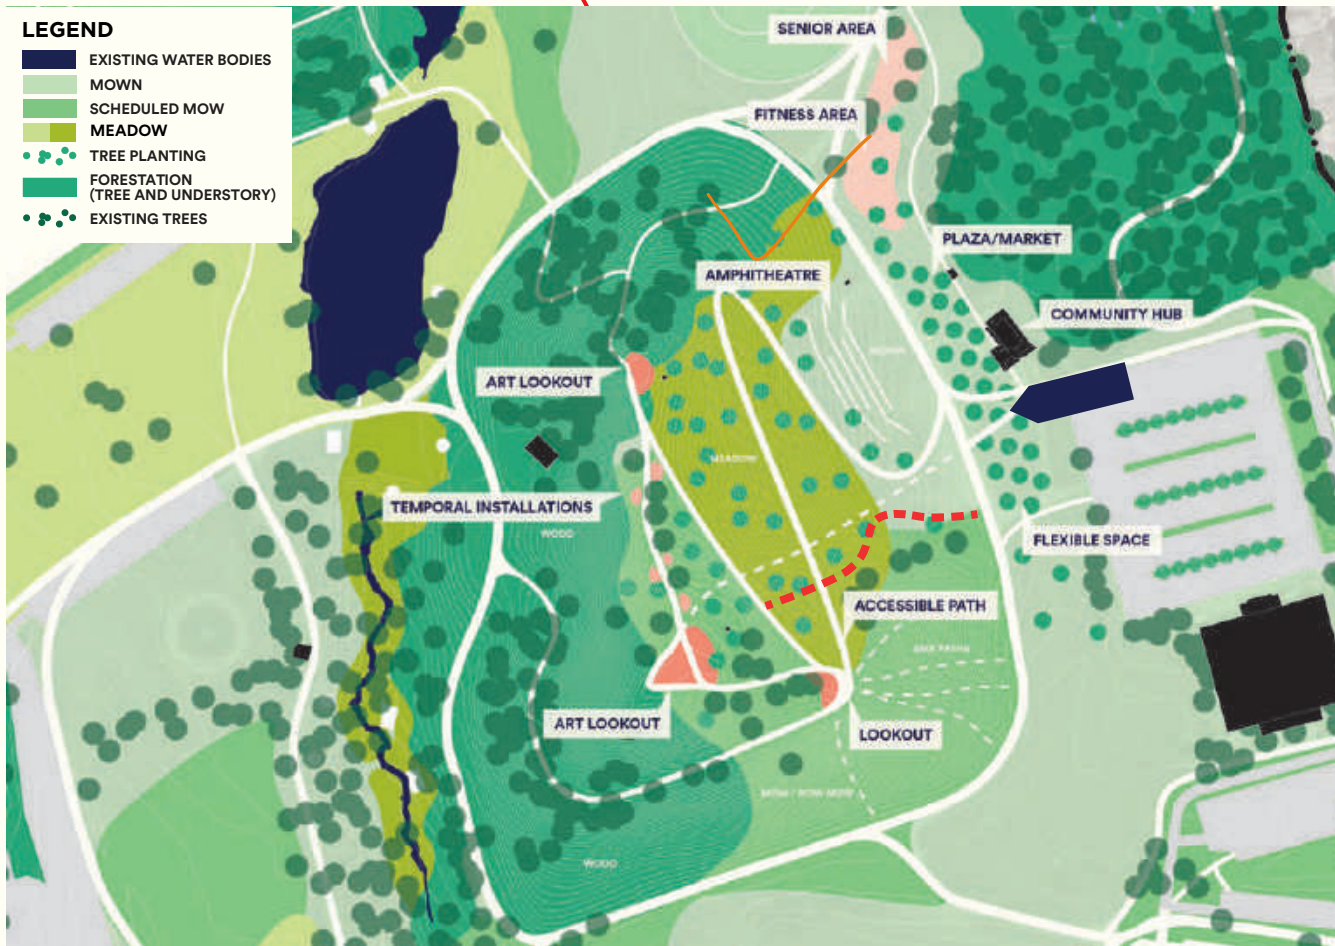 LEGEND
EXISTING WATER BODIES
MOWN
SCHEDULED MOW
MEADOW
TREE PLANTING
FORESTATION
(TREE AND UNDERSTORY)
EXISTING TREES
SENIOR AREA
FITNESS AREA
PLAZA/MARKET
AMPHITHEATRE
COMMUNITY HUB
ART LOOKOUT
MEADOW
TEMPORAL INSTALLATIONS
WOOD
FLEXIBLE SPACE
ACCESSIBLE PATH
ART LOOKOUT
LOOKOUT
WOOD